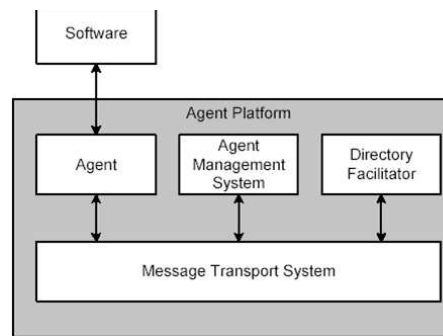 Software
Agent Platform
Agent
Agent
Management
System
Directory
Facilitator
Message Transport System